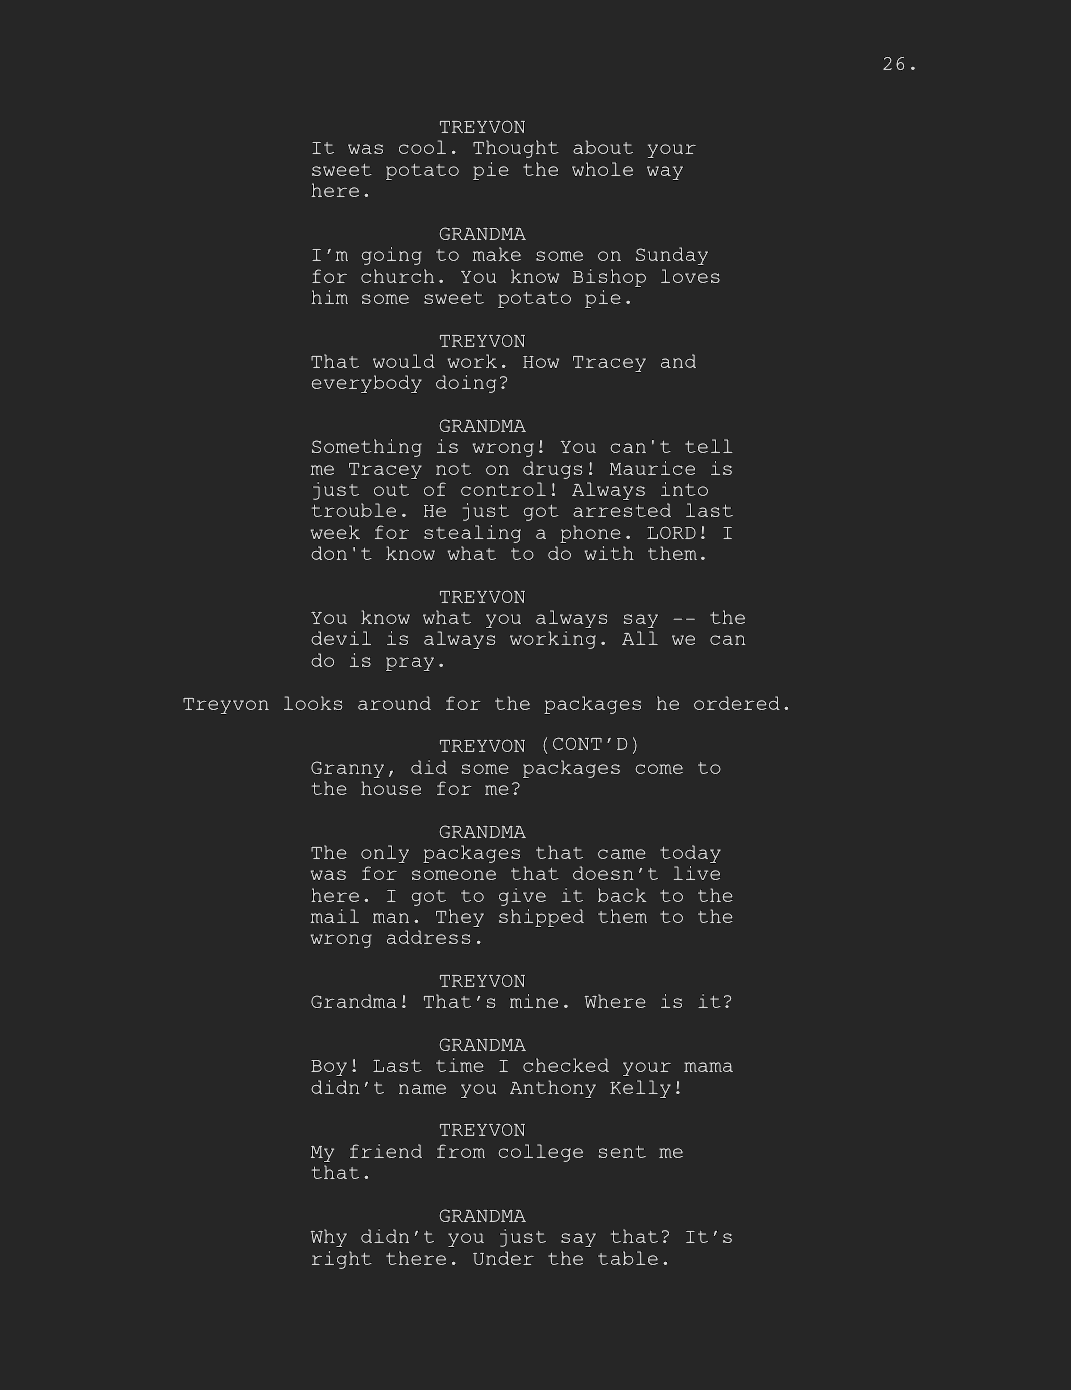 26.
TREYVON
It was cool. Thought about your
sweet potato pie the whole way
here.
GRANDMA
I’m going to make some on Sunday
for church. You know Bishop loves
him some sweet potato pie.
TREYVON
That would work. How Tracey and
everybody doing?
GRANDMA
Something is wrong! You can't tell
me Tracey not on drugs! Maurice is
just out of control! Always into
trouble. He just got arrested last
week for stealing a phone. LORD! I
don't know what to do with them.
TREYVON
You know what you always say -- the
devil is always working. All we can
do is pray.
Treyvon looks around for the packages he ordered.
TREYVON (CONT’D)
Granny, did some packages come to
the house for me?
GRANDMA
The only packages that came today
was for someone that doesn’t live
here. I got to give it back to the
mail man. They shipped them to the
wrong address.
TREYVON
Grandma! That’s mine. Where is it?
GRANDMA
Boy! Last time I checked your mama
didn’t name you Anthony Kelly!
TREYVON
My friend from college sent me
that.
GRANDMA
Why didn’t you just say that? It’s
right there. Under the table.